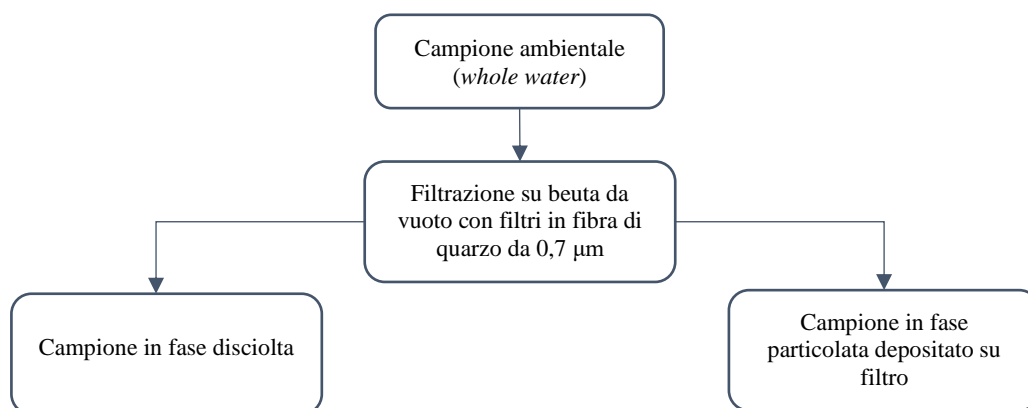 Campione ambientale
(whole water)
Filtrazione su beuta da
vuoto con filtri in fibra di
quarzo da 0,7 μm
Campione in fase disciolta
Campione in fase
particolata depositato su
filtro